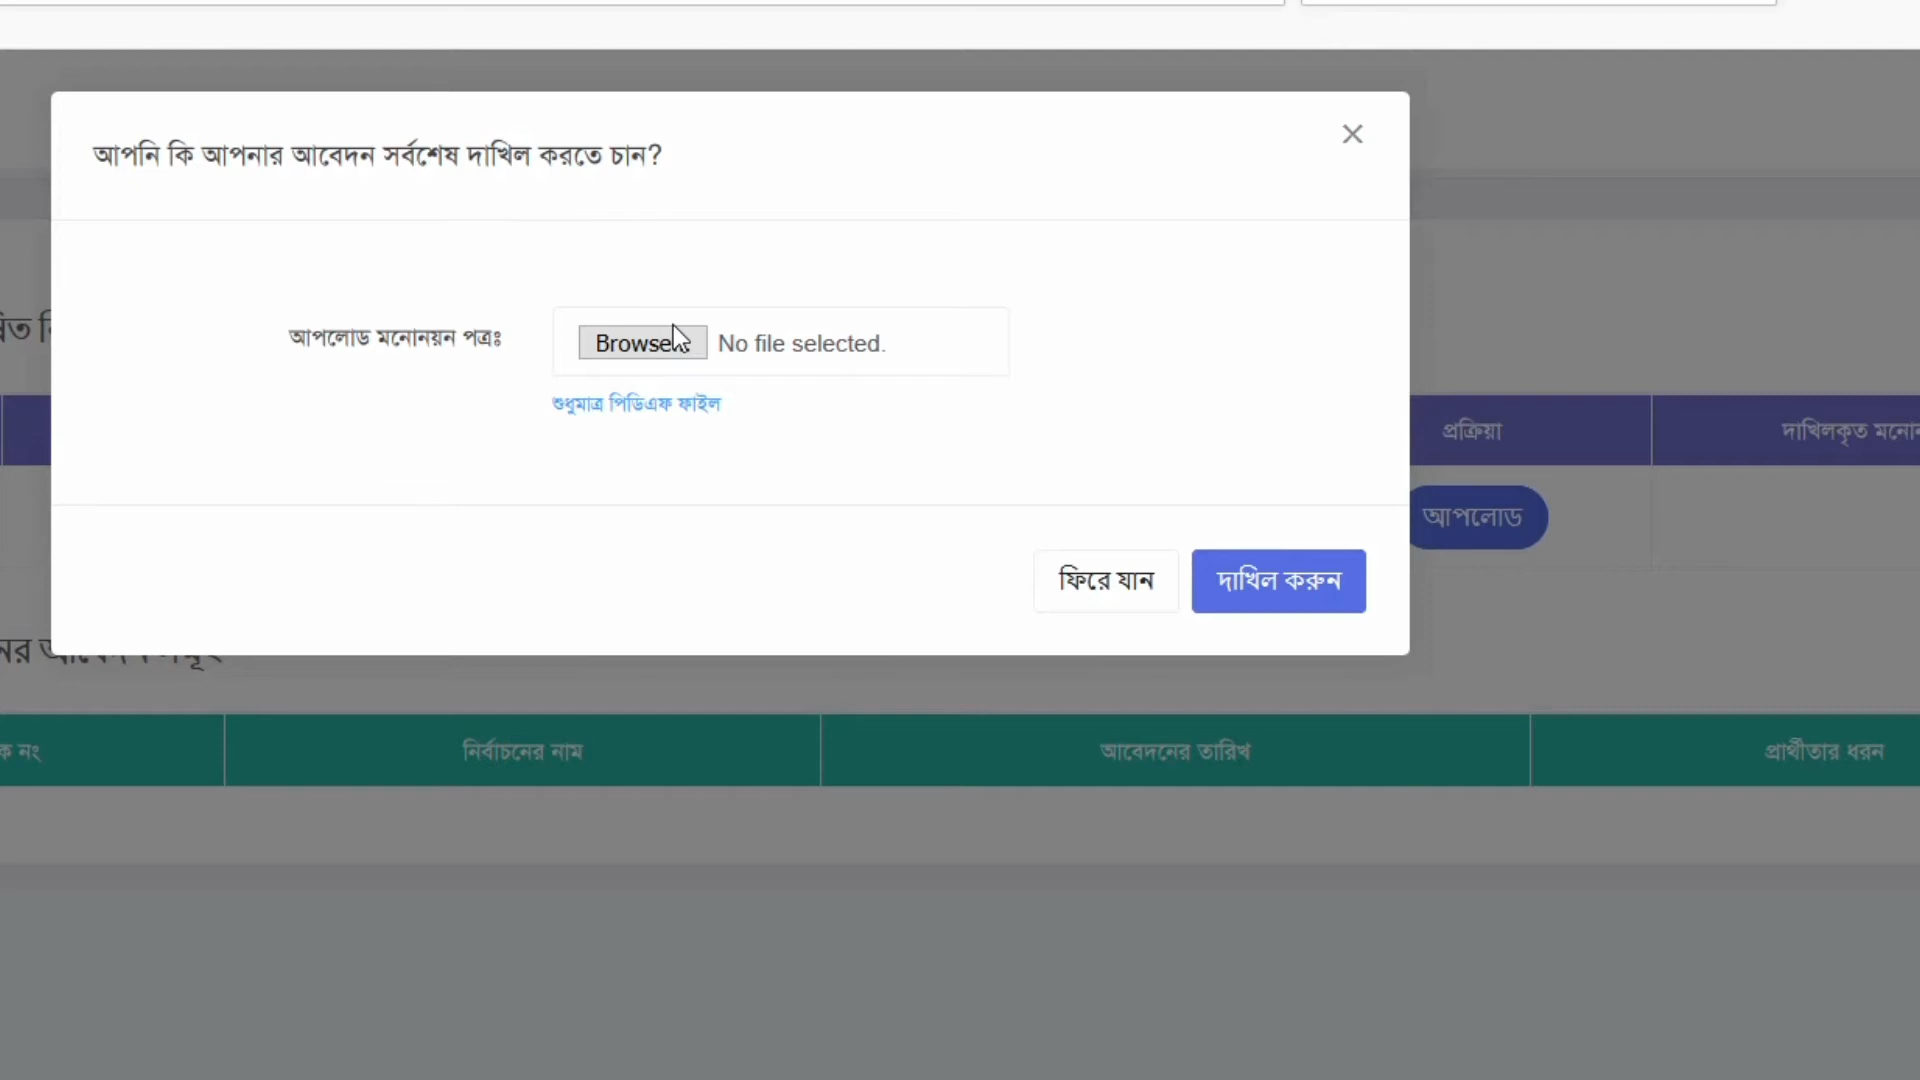 আপনি কি আপনার আবেদন সর্বশেষ দাখিল করতে চান?
আপলোড মনোনয়ন পত্রঃ
Browse... No file selected.
শুধুমাত্র পিডিএফ ফাইল
প্রক্রিয়া
দাখিলকৃত
আপলোড
ফিরে যান
দাখিল করুন
নং
নির্বাচনের নাম
আবেদনের তারিখ
প্রার্থীতার ধরন